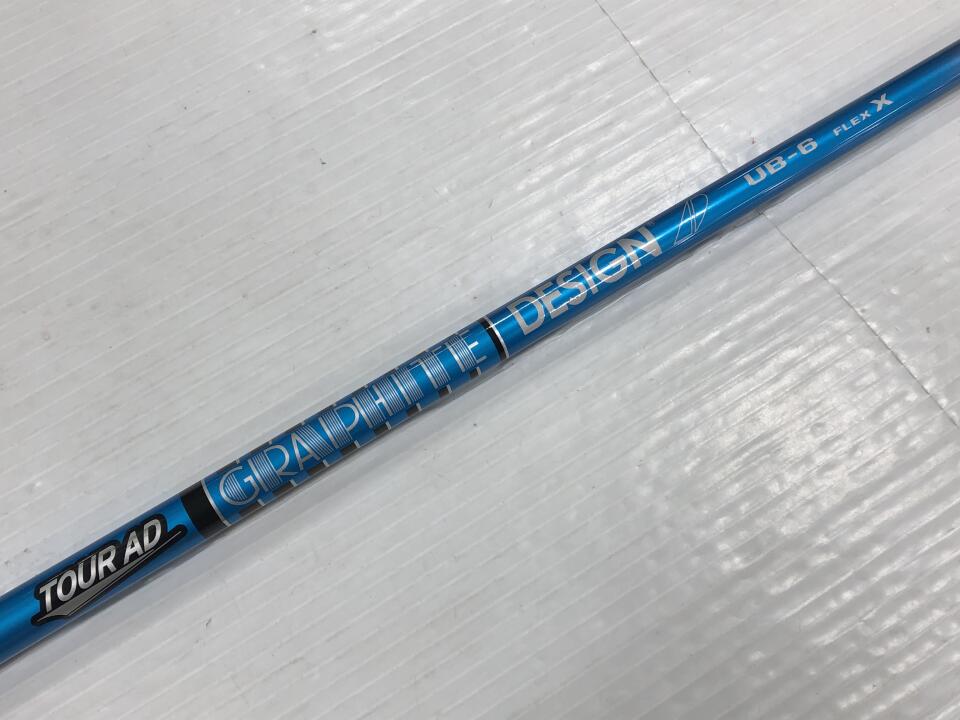 TOUR AD
GRAPHITE DESIGN
UB-6 FLEX X